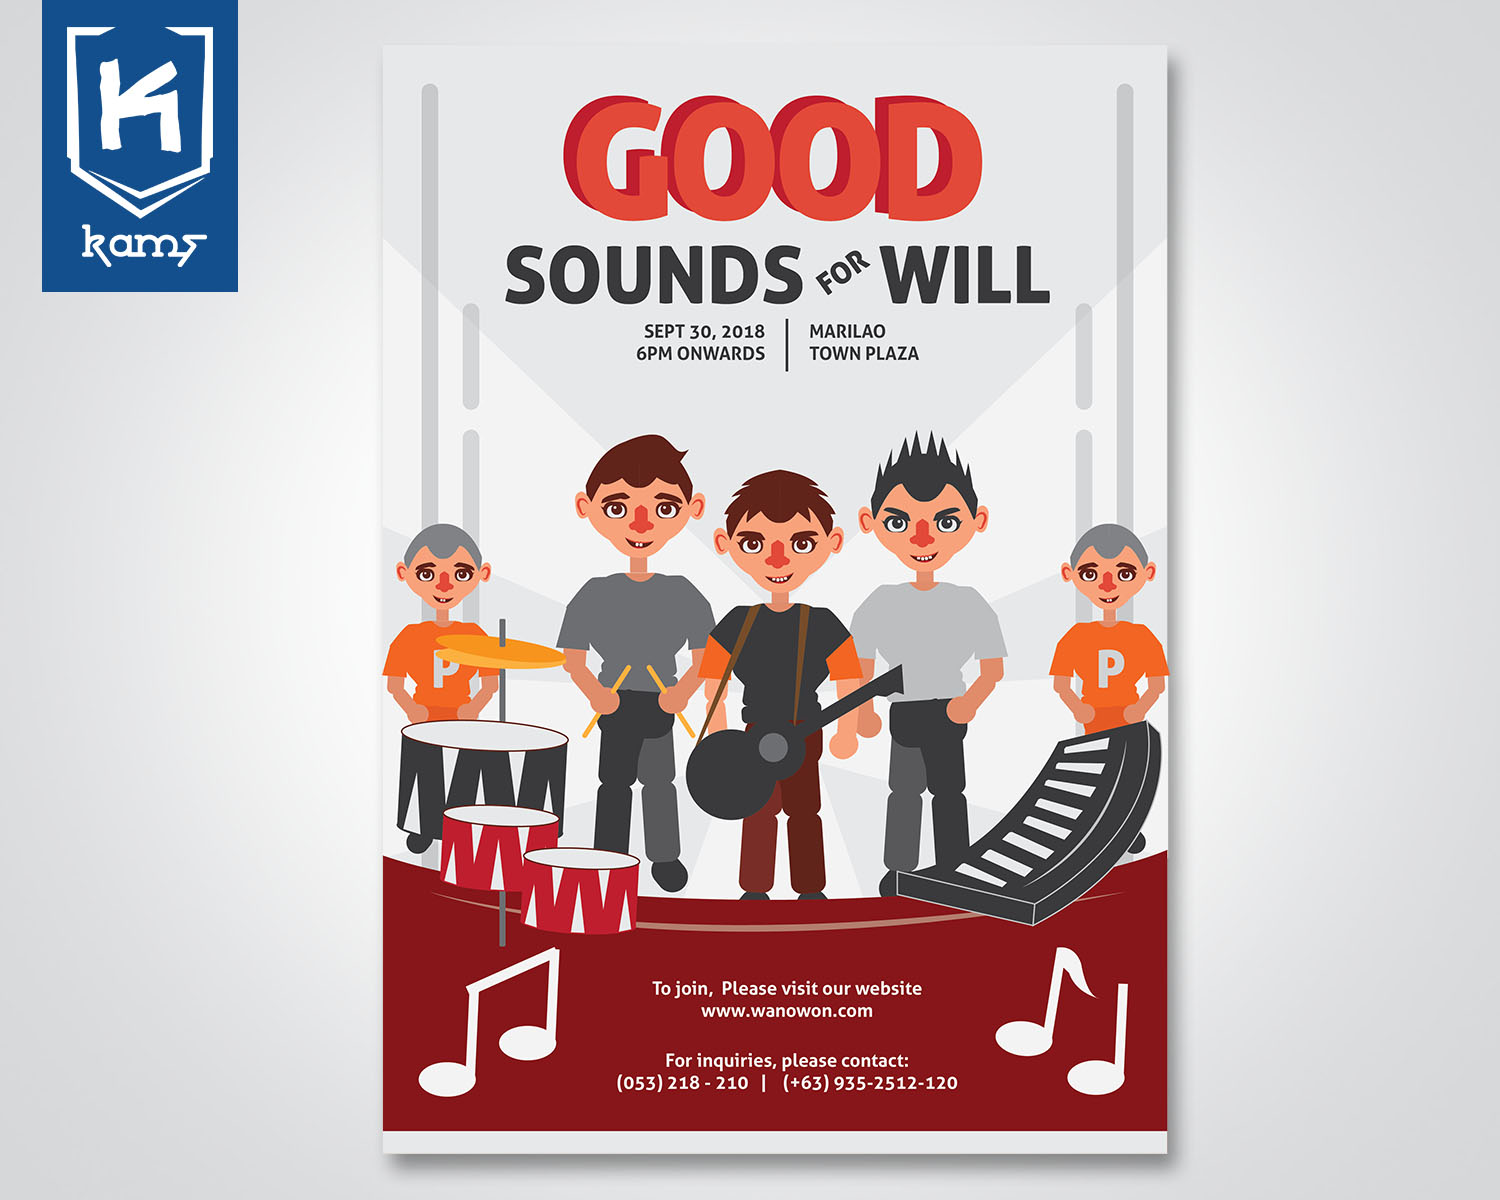 K
kams
GOOD
SOUNDS FOR WILL
SEPT 30, 2018
6PM ONWARDS
MARILAO
TOWN PLAZA
P
P
To join, Please visit our website
www.wanowon.com
For inquiries, please contact:
(053) 218 - 210 | (+63) 935-2512-120